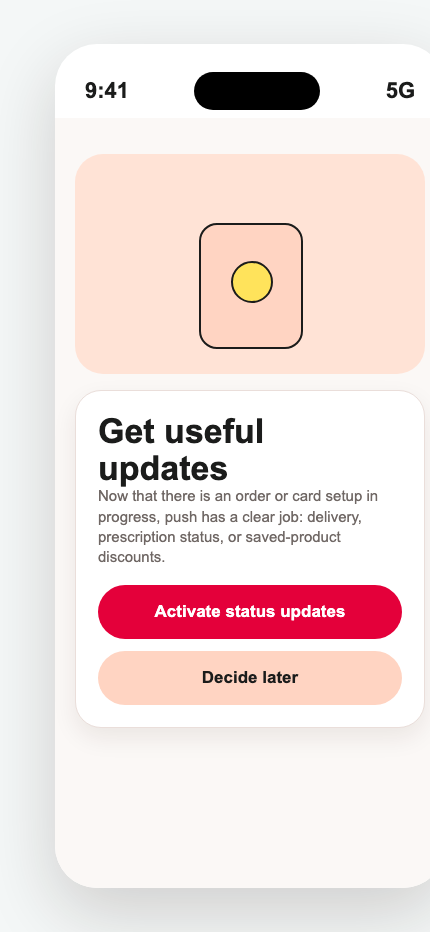 9:41
5G
Get useful
updates
Now that there is an order or card setup in
progress, push has a clear job: delivery,
prescription status, or saved-product
discounts.
Activate status updates
Decide later